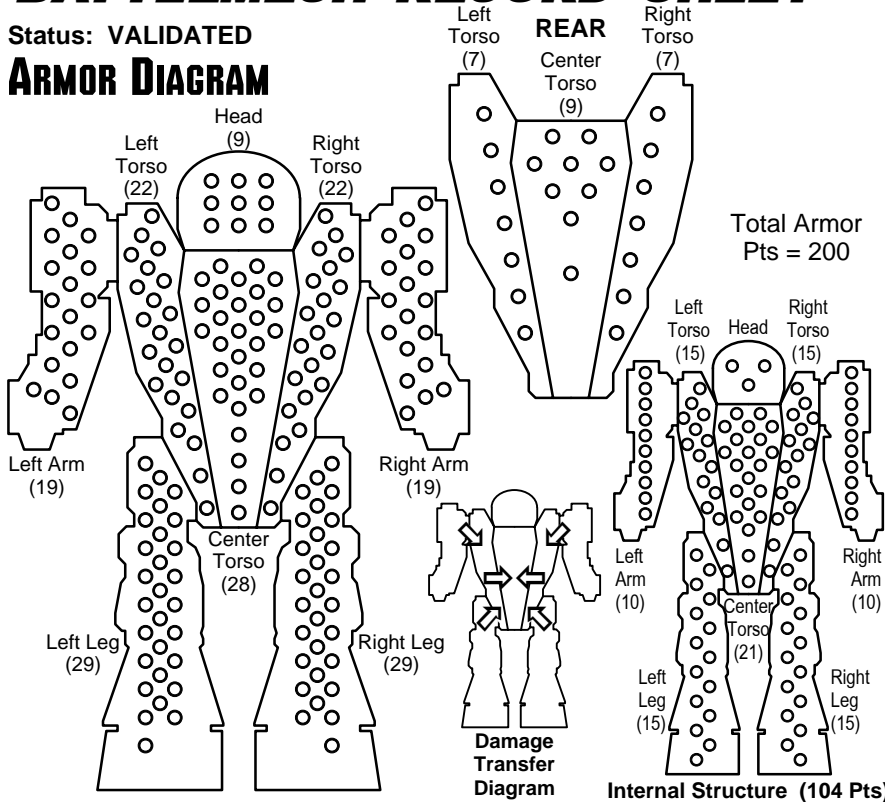 BATTLEMECH RECORD SHEET
Status: VALIDATED
ARMOR DIAGRAM
Head
(9)
Left
Torso
(22)
Right
Torso
(22)
Left Arm
(19)
Right Arm
(19)
Center
Torso
(28)
Left Leg
(29)
Right Leg
(29)
REAR
Left
Torso
(7)
Center
Torso
(9)
Right
Torso
(7)
Total Armor
Pts = 200
Left
Torso
(15)
Head
Right
Torso
(15)
Left
Arm
(10)
Right
Arm
(10)
Center
Torso
(21)
Left
Leg
(15)
Right
Leg
(15)
Damage
Transfer
Diagram
Internal Structure (104 Pts)